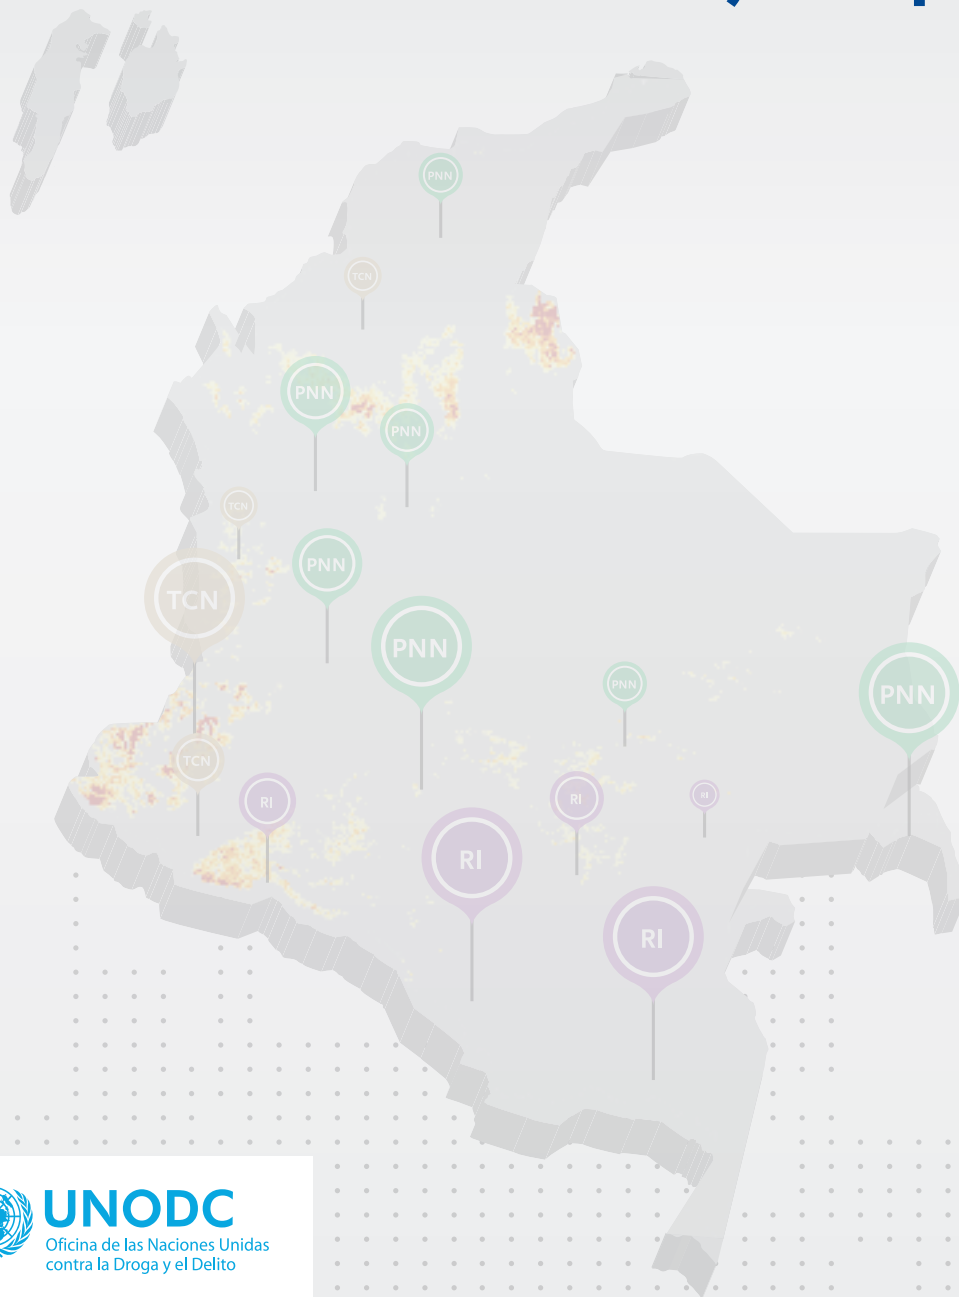 PNN
TCN
PNN
PNN
TCN
PNN
TCN
PNN
PNN
PNN
TCN
RI
RI
RI
RI
RI
UNODC
Oficina de las Naciones Unidas
contra la Droga y el Delito